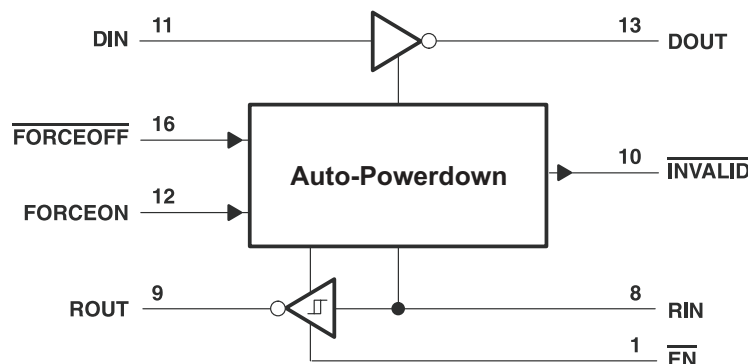 DIN 11 13 DOUT
FORCEOFF 16
Auto-Powerdown
10 INVALID
FORCEON 12
ROUT 9 8 RIN
1 EN